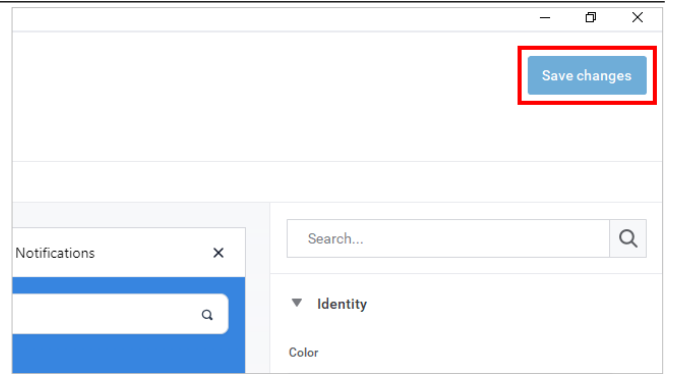 Save changes
Search...
Notifications
Identity
Color